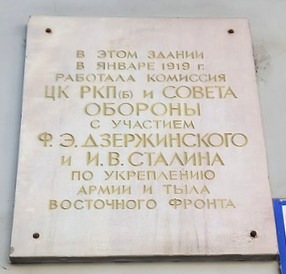 В ЭТОМ ЗДАНИИ
В ЯНВАРЕ 1919 г.
РАБОТАЛА КОМИССИЯ
ЦК РКП(б) и СОВЕТА
ОБОРОНЫ
С УЧАСТИЕМ
Ф.Э.ДЗЕРЖИНСКОГО
И И.В.СТАЛИНА
ПО УКРЕПЛЕНИЮ
АРМИИ И ТЫЛА
ВОСТОЧНОГО ФРОНТА